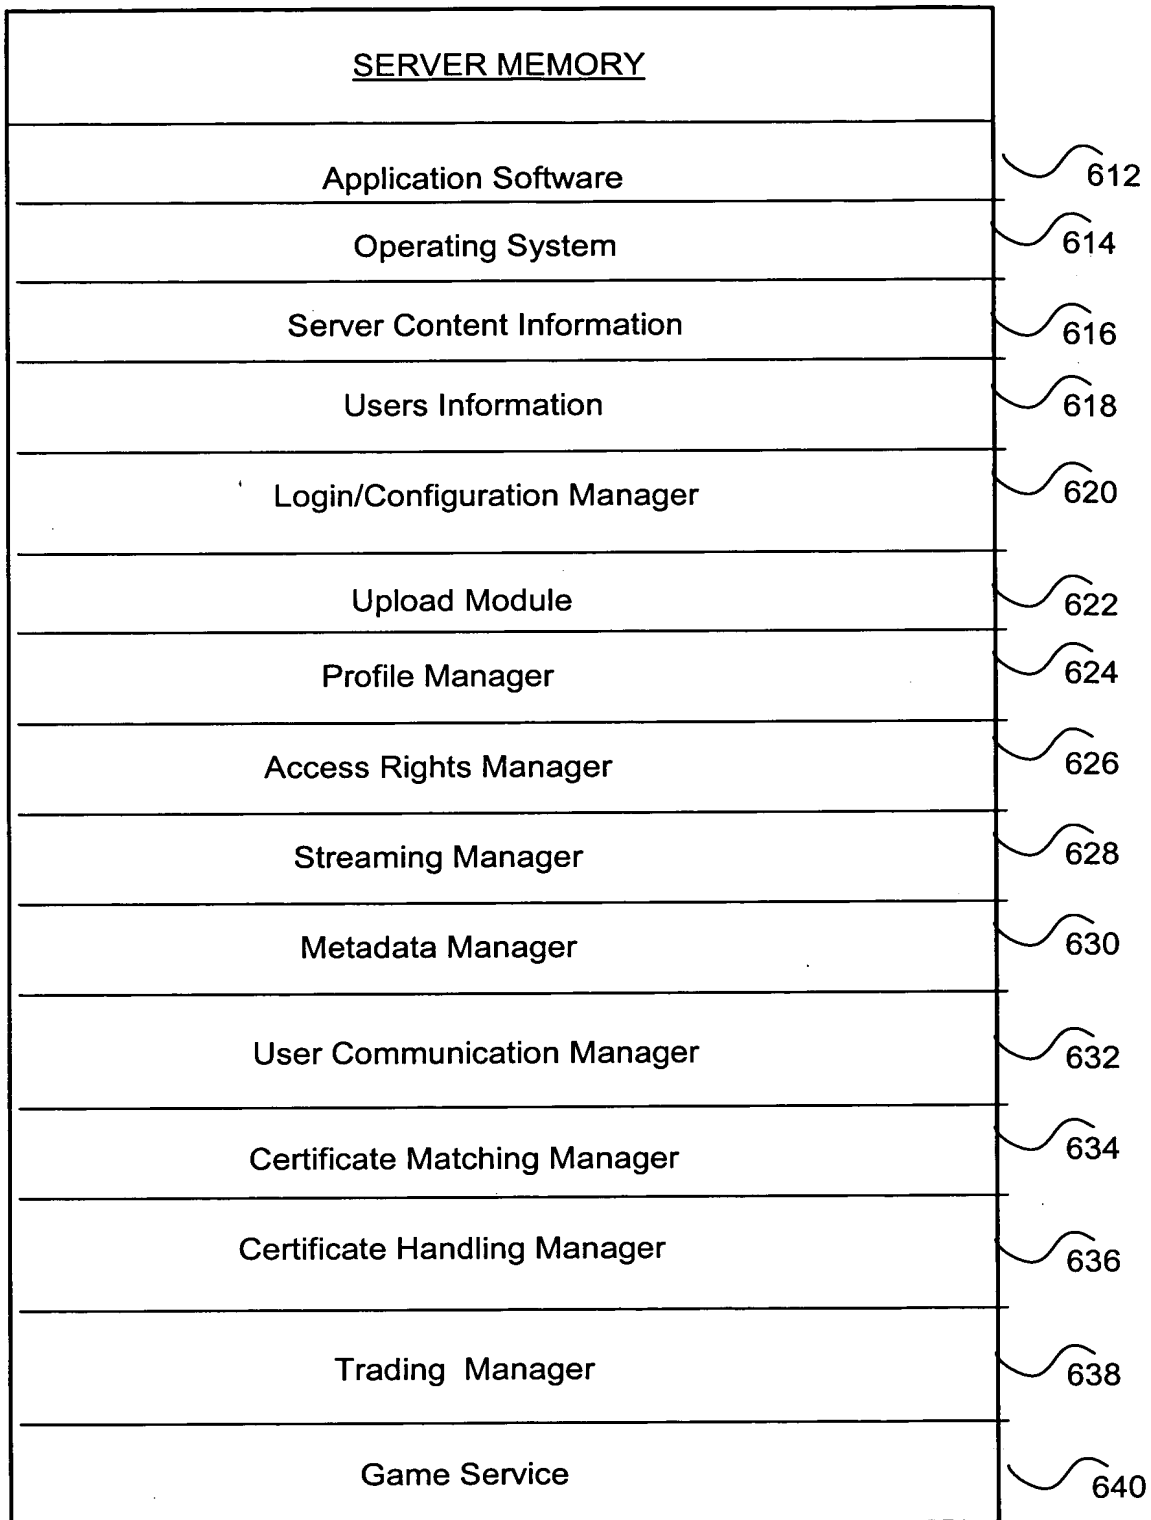 SERVER MEMORY
Application Software 612
Operating System 614
Server Content Information 616
Users Information 618
Login/Configuration Manager 620
Upload Module 622
Profile Manager 624
Access Rights Manager 626
Streaming Manager 628
Metadata Manager 630
User Communication Manager 632
Certificate Matching Manager 634
Certificate Handling Manager 636
Trading Manager 638
Game Service 640